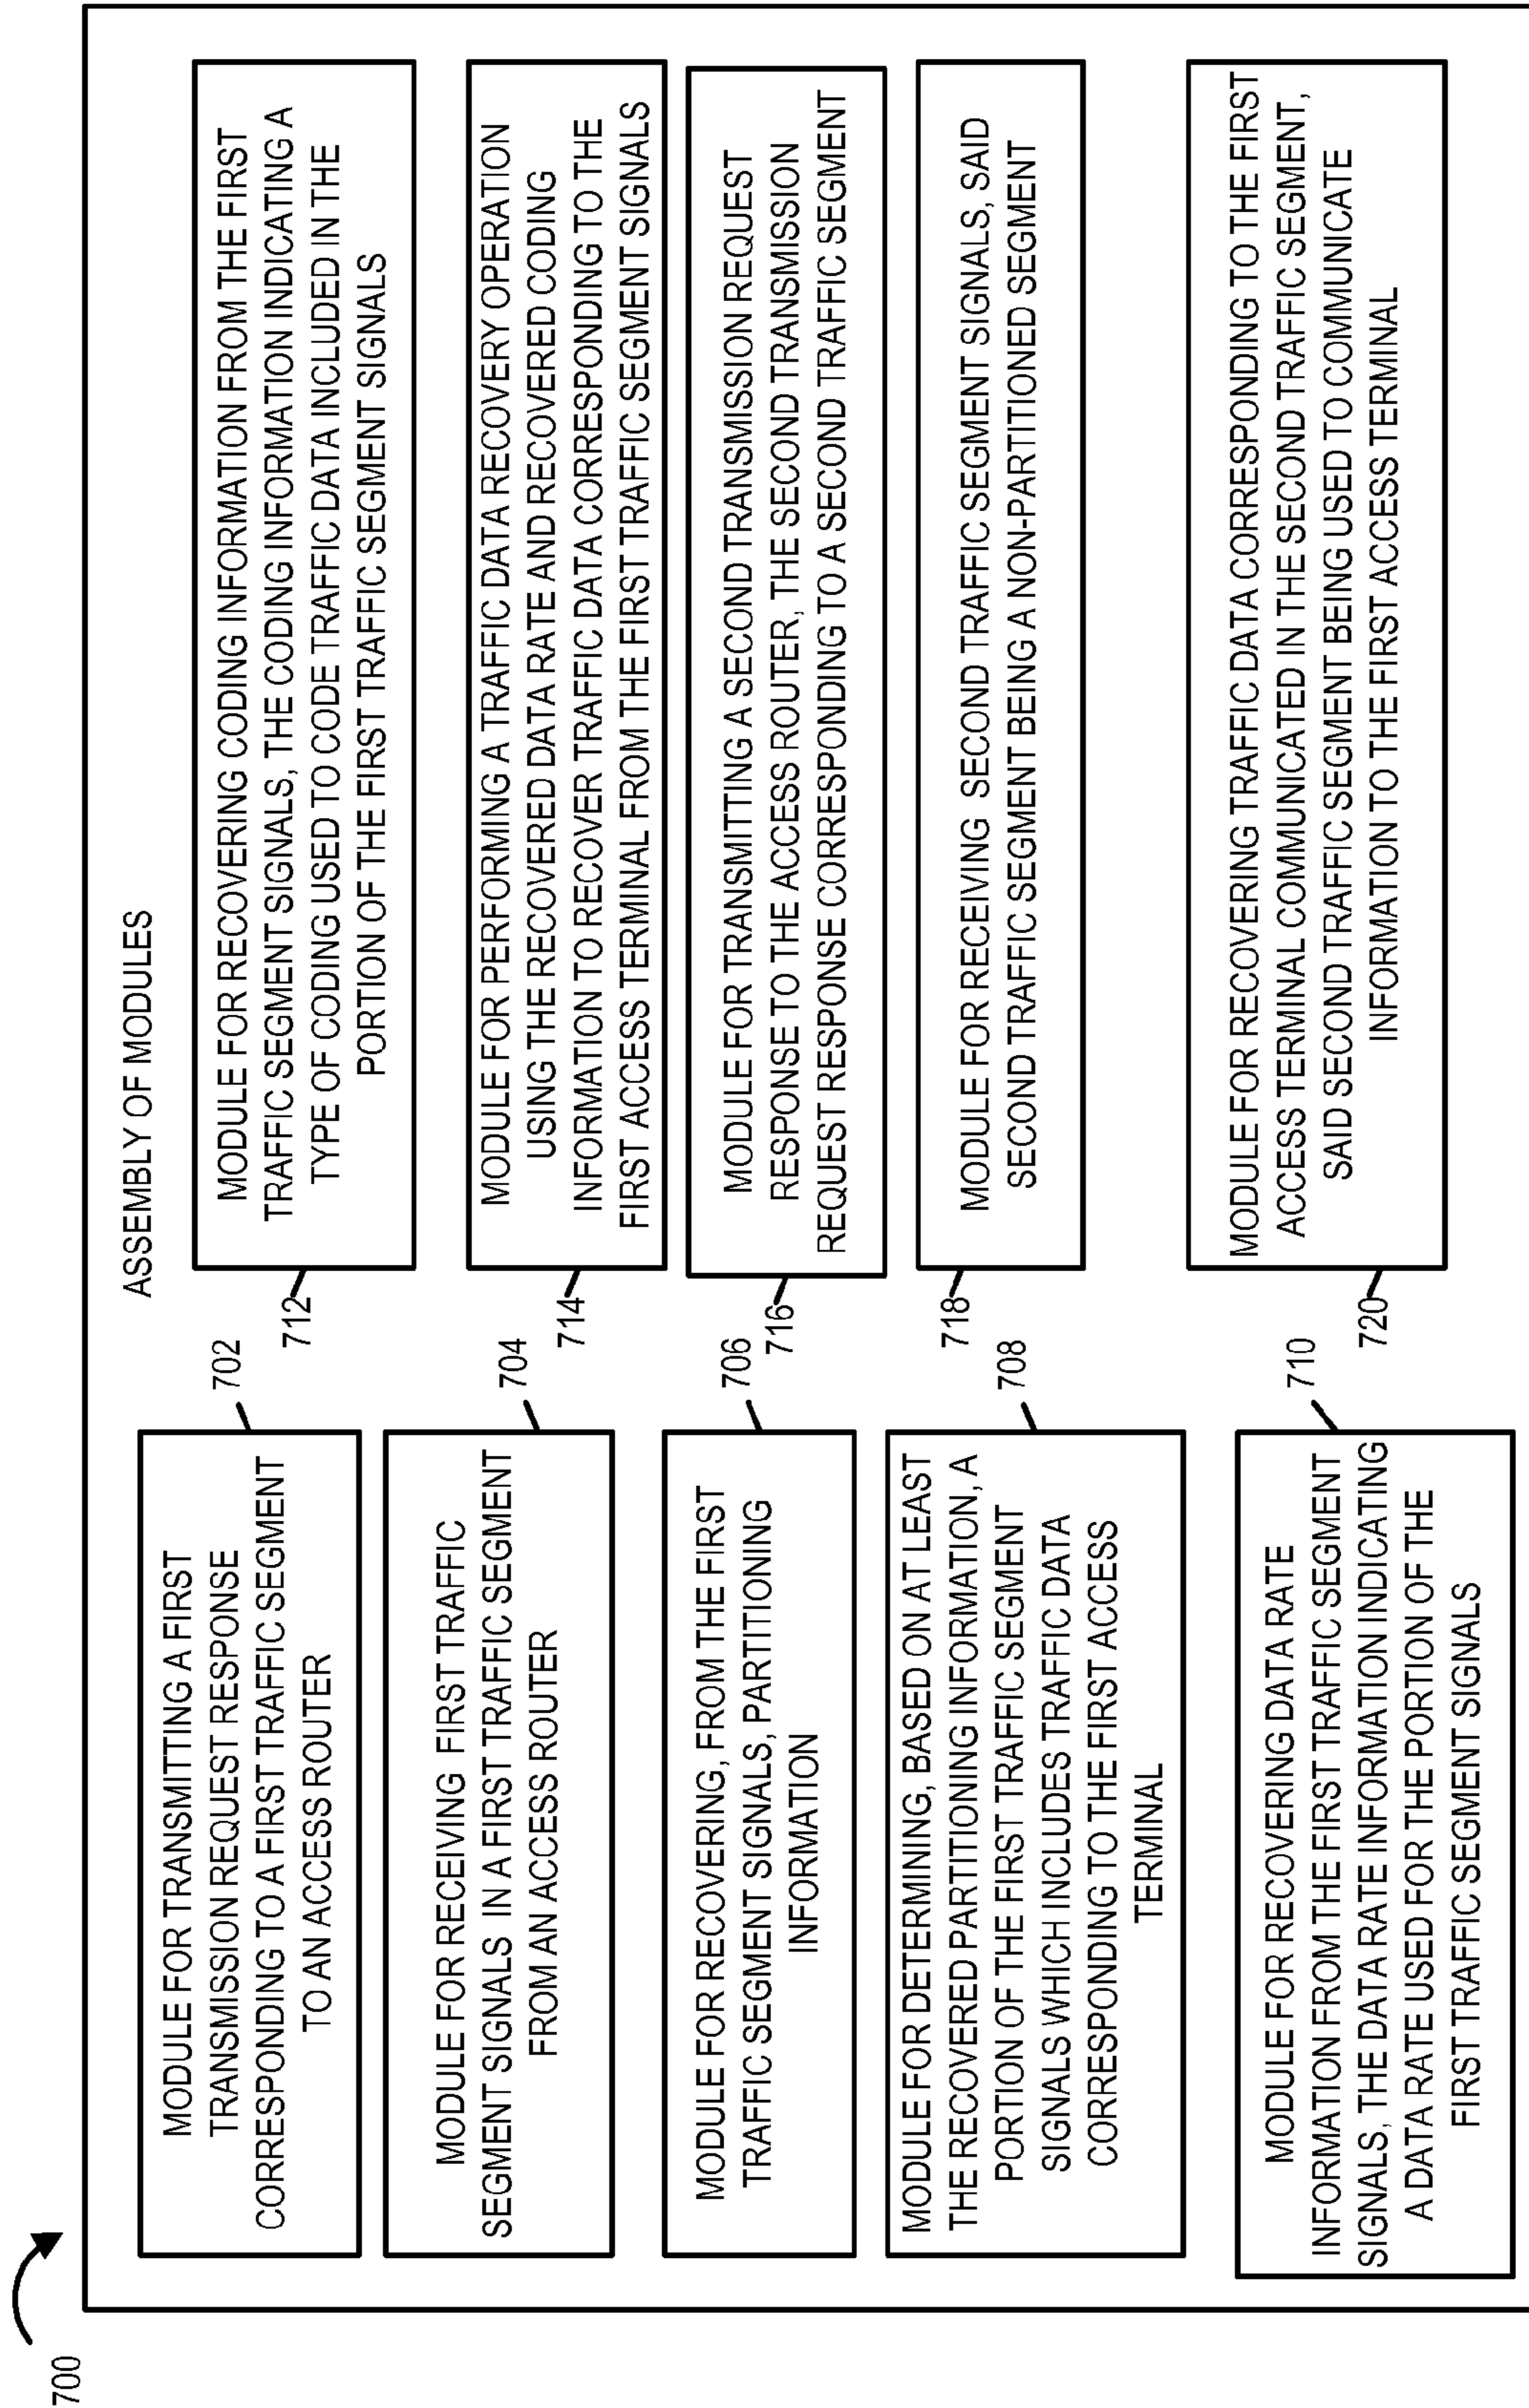 700
ASSEMBLY OF MODULES
MODULE FOR TRANSMITTING A FIRST
TRANSMISSION REQUEST RESPONSE
CORRESPONDING TO A FIRST TRAFFIC SEGMENT
TO AN ACCESS ROUTER
702
MODULE FOR RECEIVING FIRST TRAFFIC
SEGMENT SIGNALS IN A FIRST TRAFFIC SEGMENT
FROM AN ACCESS ROUTER
704
MODULE FOR RECOVERING, FROM THE FIRST
TRAFFIC SEGMENT SIGNALS, PARTITIONING
INFORMATION
706
MODULE FOR DETERMINING, BASED ON AT LEAST
THE RECOVERED PARTITIONING INFORMATION, A
PORTION OF THE FIRST TRAFFIC SEGMENT
SIGNALS WHICH INCLUDES TRAFFIC DATA
CORRESPONDING TO THE FIRST ACCESS
TERMINAL
708
MODULE FOR RECOVERING DATA RATE
INFORMATION FROM THE FIRST TRAFFIC SEGMENT
SIGNALS, THE DATA RATE INFORMATION INDICATING
A DATA RATE USED FOR THE PORTION OF THE
FIRST TRAFFIC SEGMENT SIGNALS
710
MODULE FOR RECOVERING CODING INFORMATION FROM THE FIRST
TRAFFIC SEGMENT SIGNALS, THE CODING INFORMATION INDICATING A
TYPE OF CODING USED TO CODE TRAFFIC DATA INCLUDED IN THE
PORTION OF THE FIRST TRAFFIC SEGMENT SIGNALS
712
MODULE FOR PERFORMING A TRAFFIC DATA RECOVERY OPERATION
USING THE RECOVERED DATA RATE AND RECOVERED CODING
INFORMATION TO RECOVER TRAFFIC DATA CORRESPONDING TO THE
FIRST ACCESS TERMINAL FROM THE FIRST TRAFFIC SEGMENT SIGNALS
714
MODULE FOR TRANSMITTING A SECOND TRANSMISSION REQUEST
RESPONSE TO THE ACCESS ROUTER, THE SECOND TRANSMISSION
REQUEST RESPONSE CORRESPONDING TO A SECOND TRAFFIC SEGMENT
716
MODULE FOR RECEIVING SECOND TRAFFIC SEGMENT SIGNALS, SAID
SECOND TRAFFIC SEGMENT BEING A NON-PARTITIONED SEGMENT
718
MODULE FOR RECOVERING TRAFFIC DATA CORRESPONDING TO THE FIRST
ACCESS TERMINAL COMMUNICATED IN THE SECOND TRAFFIC SEGMENT,
SAID SECOND TRAFFIC SEGMENT BEING USED TO COMMUNICATE
INFORMATION TO THE FIRST ACCESS TERMINAL
720